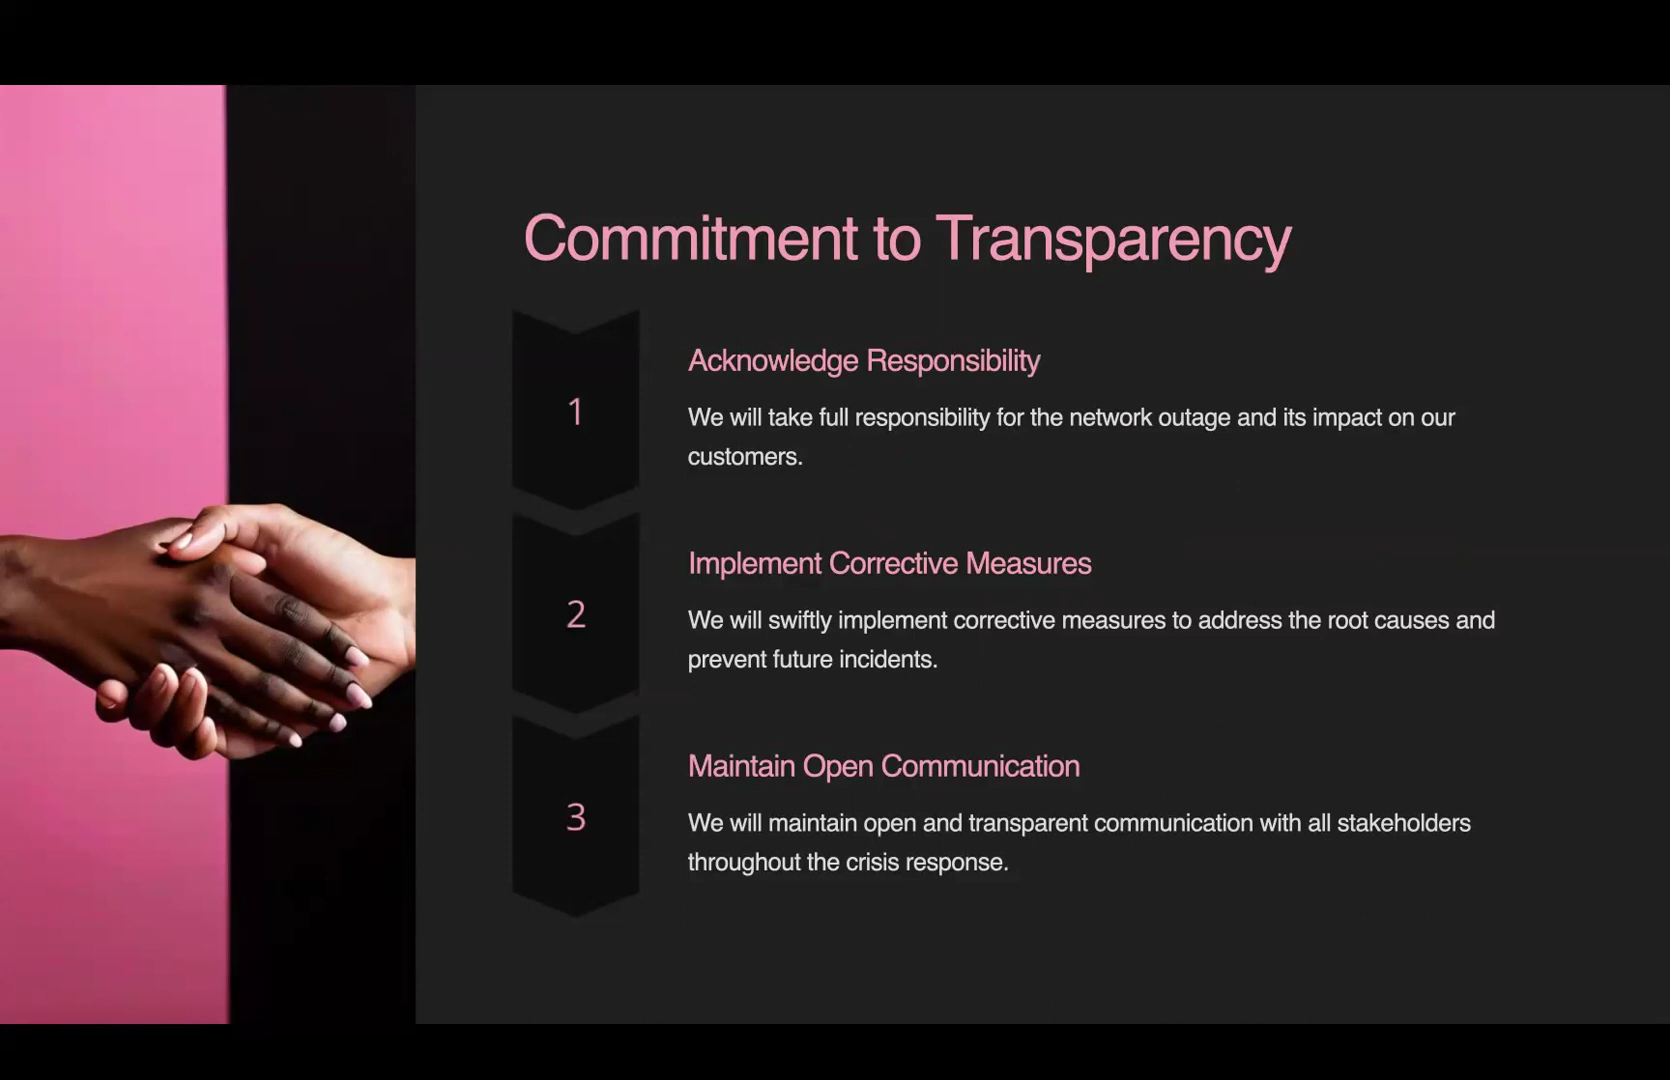 Commitment to Transparency
1
Acknowledge Responsibility
We will take full responsibility for the network outage and its impact on our
customers.
2
Implement Corrective Measures
We will swiftly implement corrective measures to address the root causes and
prevent future incidents.
3
Maintain Open Communication
We will maintain open and transparent communication with all stakeholders
throughout the crisis response.